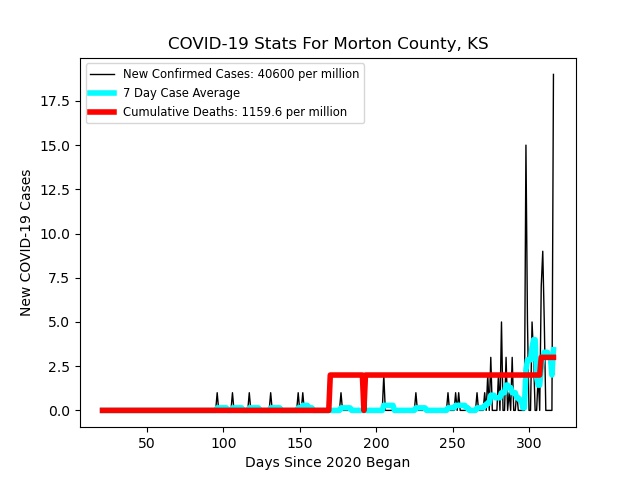 COVID-19 Stats For Morton County, KS
New Confirmed Cases: 40600 per million
7 Day Case Average
Cumulative Deaths: 1159.6 per million
17.5
15.0
12.5
10.0
7.5
5.0
2.5
0.0
New COVID-19 Cases
50 100 150 200 250 300
Days Since 2020 Began